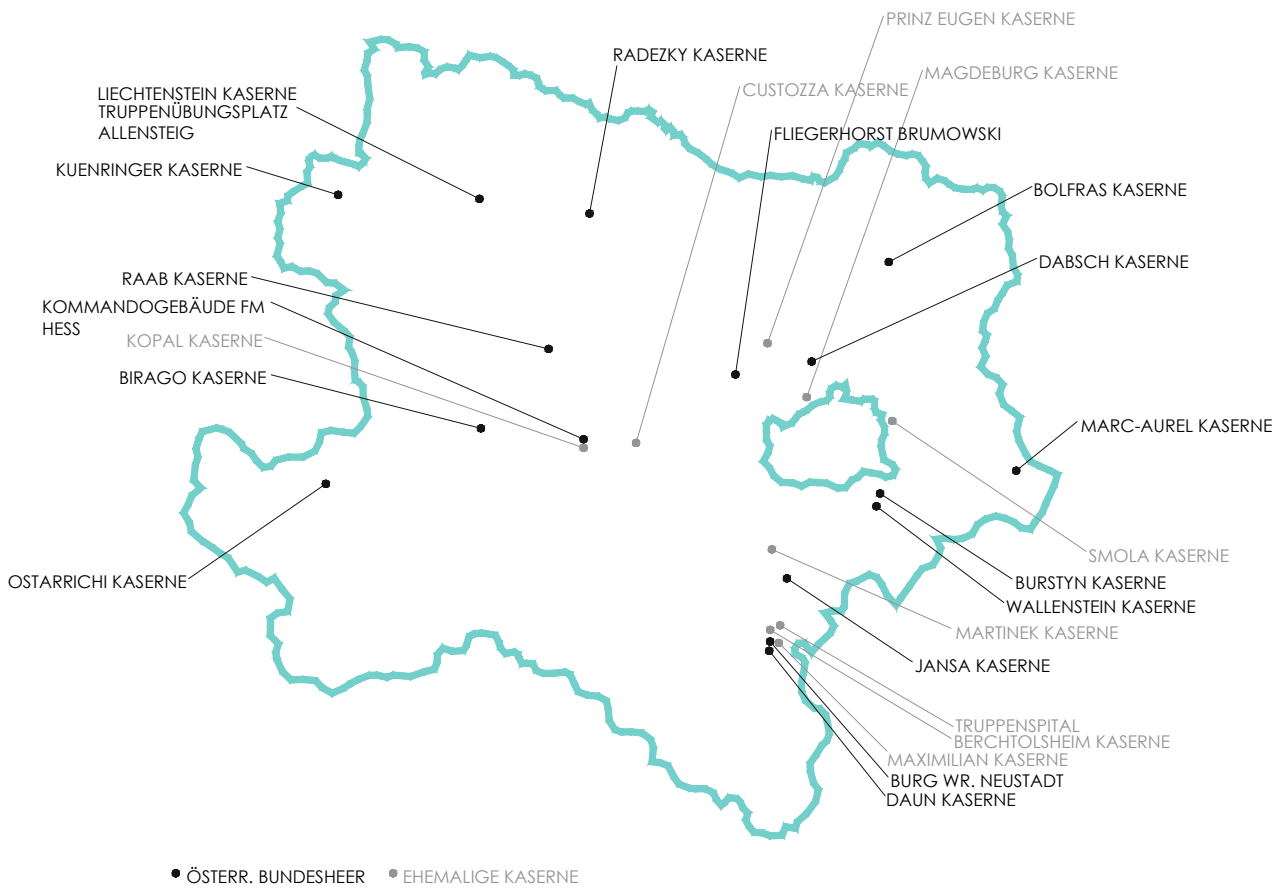 PRINZ EUGEN KASERNE
RADEZKY KASERNE
MAGDEBURG KASERNE
CUSTOZZA KASERNE
LIECHTENSTEIN KASERNE
TRUPPENÜBUNGSPLATZ
ALLENSTEIG
FLIEGERHORST BRUMOWSKI
KUENRINGER KASERNE
BOLFRAS KASERNE
DABSCH KASERNE
RAAB KASERNE
KOMMANDOGEBÄUDE FM
HESS
KOPAL KASERNE
BIRAGO KASERNE
MARC-AUREL KASERNE
SMOLA KASERNE
OSTARRICHI KASERNE
BURSTYN KASERNE
WALLENSTEIN KASERNE
MARTINEK KASERNE
JANSA KASERNE
TRUPPENSPITAL
BERCHTOLSHEIM KASERNE
MAXIMILIAN KASERNE
BURG WR. NEUSTADT
DAUN KASERNE
ÖSTERR. BUNDESHEER
EHEMALIGE KASERNE